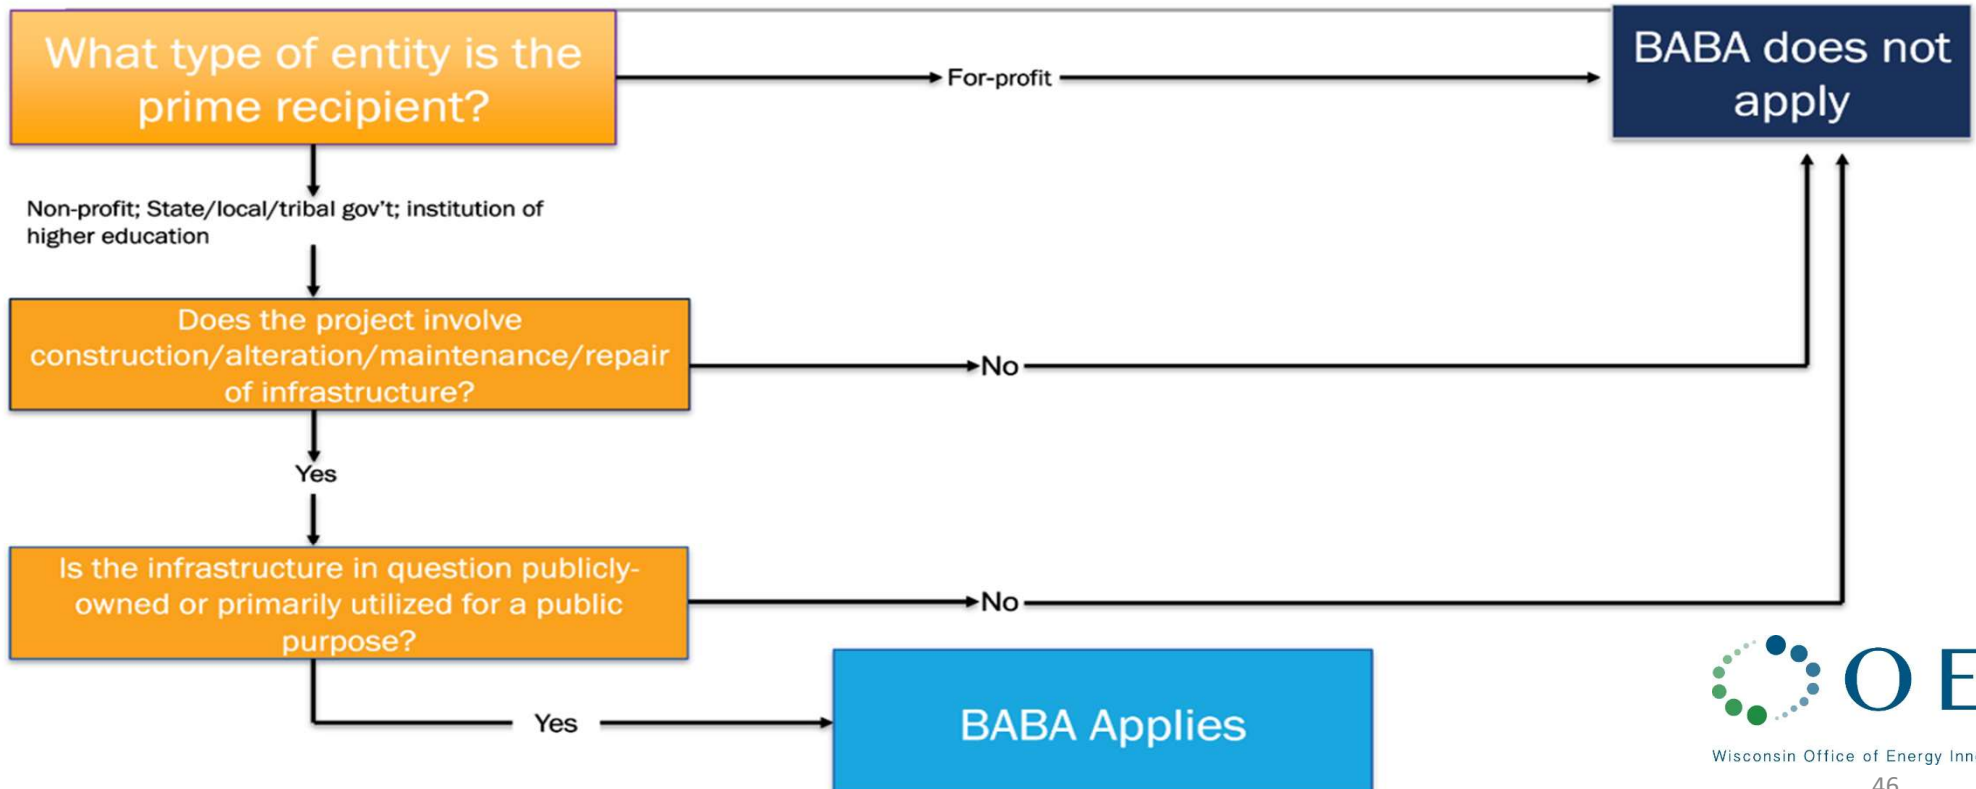 What type of entity is the
prime recipient?
For-profit
BABA does not
apply
Non-profit; State/local/tribal gov't; institution of
higher education
Does the project involve
construction/alteration/maintenance/repair
of infrastructure?
No
Yes
Is the infrastructure in question publicly-
owned or primarily utilized for a public
purpose?
No
Yes
BABA Applies
OE
Wisconsin Office of Energy
46